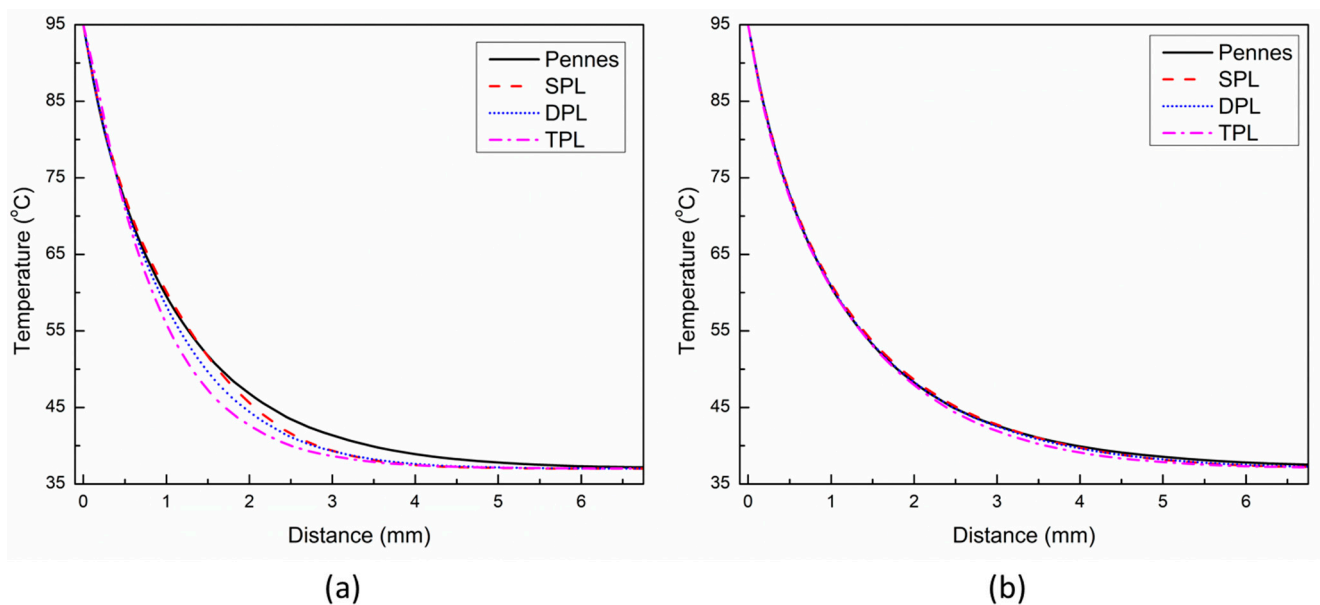 95
85
75
65
55
45
35
Temperature (°C)
0 1 2 3 4 5 6
Distance (mm)
Pennes
SPL
DPL
TPL
(a)
95
85
75
65
55
45
35
Temperature (°C)
0 1 2 3 4 5 6
Distance (mm)
Pennes
SPL
DPL
TPL
(b)